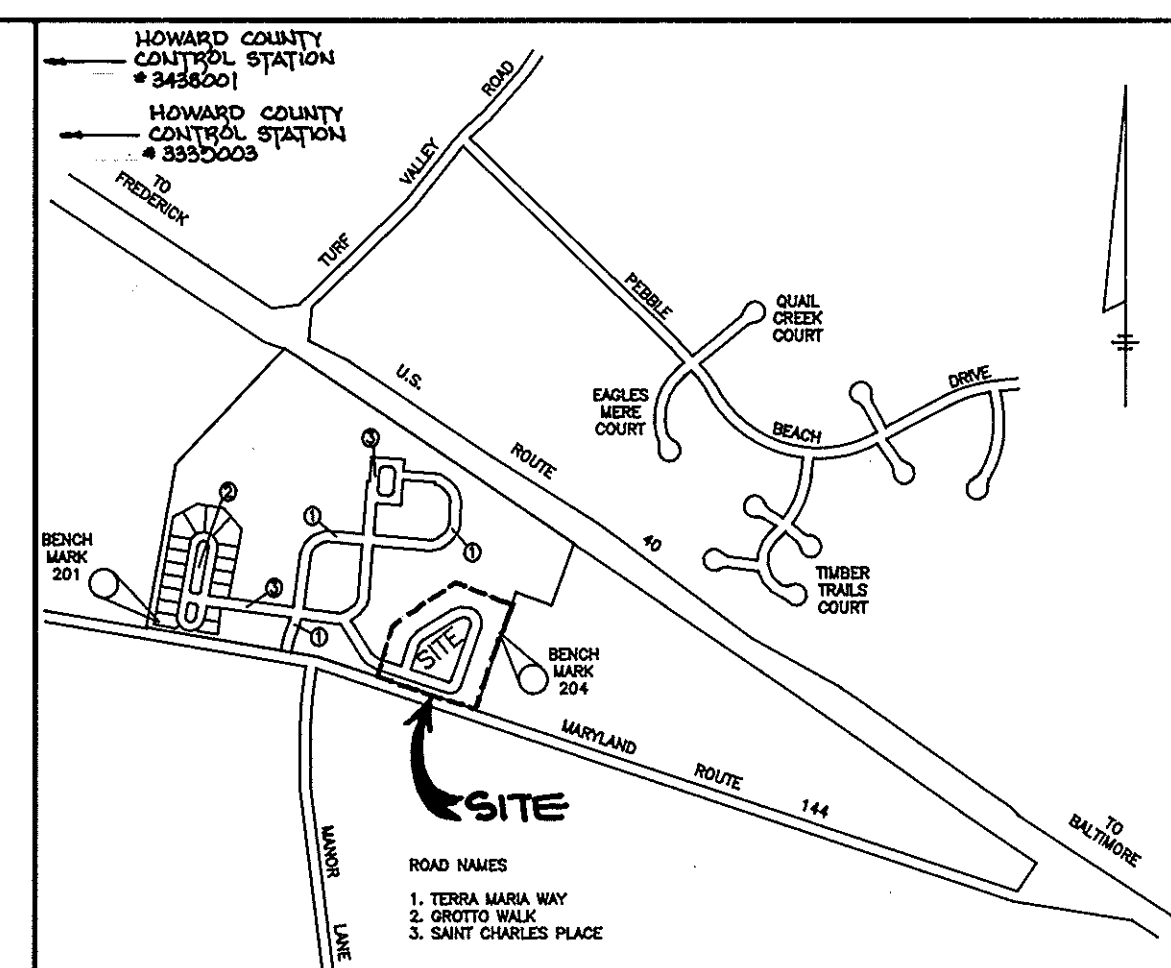 HOWARD COUNTY
CONTROL STATION
# 3438001
HOWARD COUNTY
CONTROL STATION
# 3335003
TO
FREDERICK
TURF
VALLEY
ROAD
PEBBLE
BEACH
DRIVE
QUAIL
CREEK
COURT
EAGLES
MERE
COURT
TIMBER
TRAILS
COURT
U.S.
ROUTE
40
3
2
1
1
3
1
BENCH
MARK
201
SITE
BENCH
MARK
204
MARYLAND
ROUTE
144
TO
BALTIMORE
SITE
MANOR
LANE
ROAD NAMES
1. TERRA MARIA WAY
2. GROTTO WALK
3. SAINT CHARLES PLACE